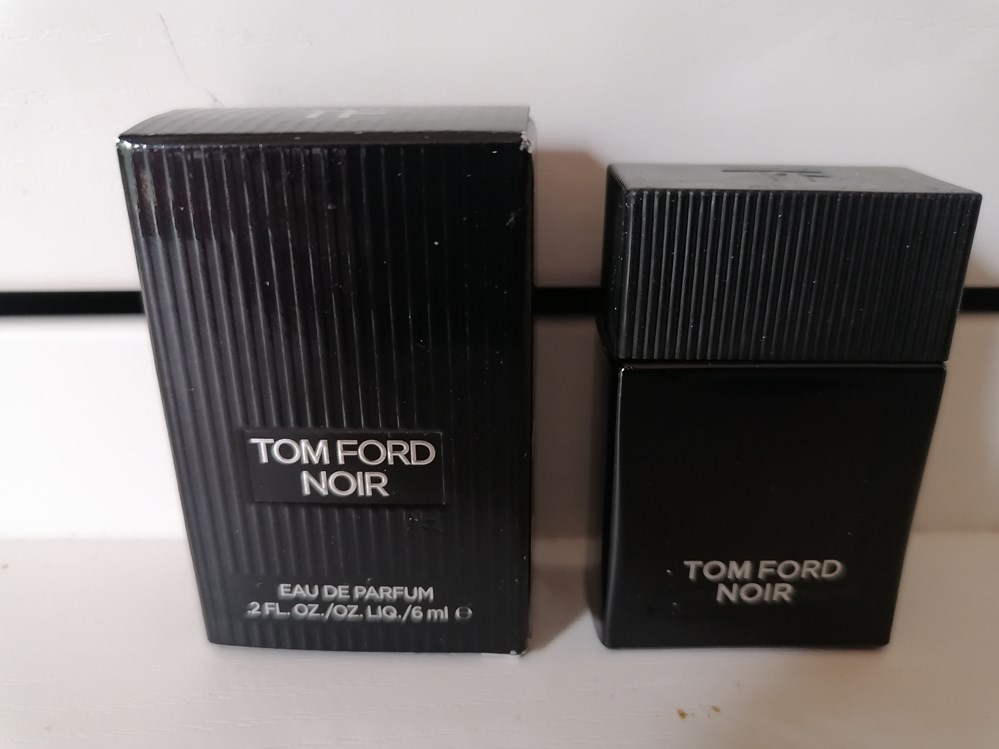 TOM FORD
NOIR
EAU DE PARFUM
.2 FL. OZ./OZ. LIQ./6 ml ℮
TOM FORD
NOIR